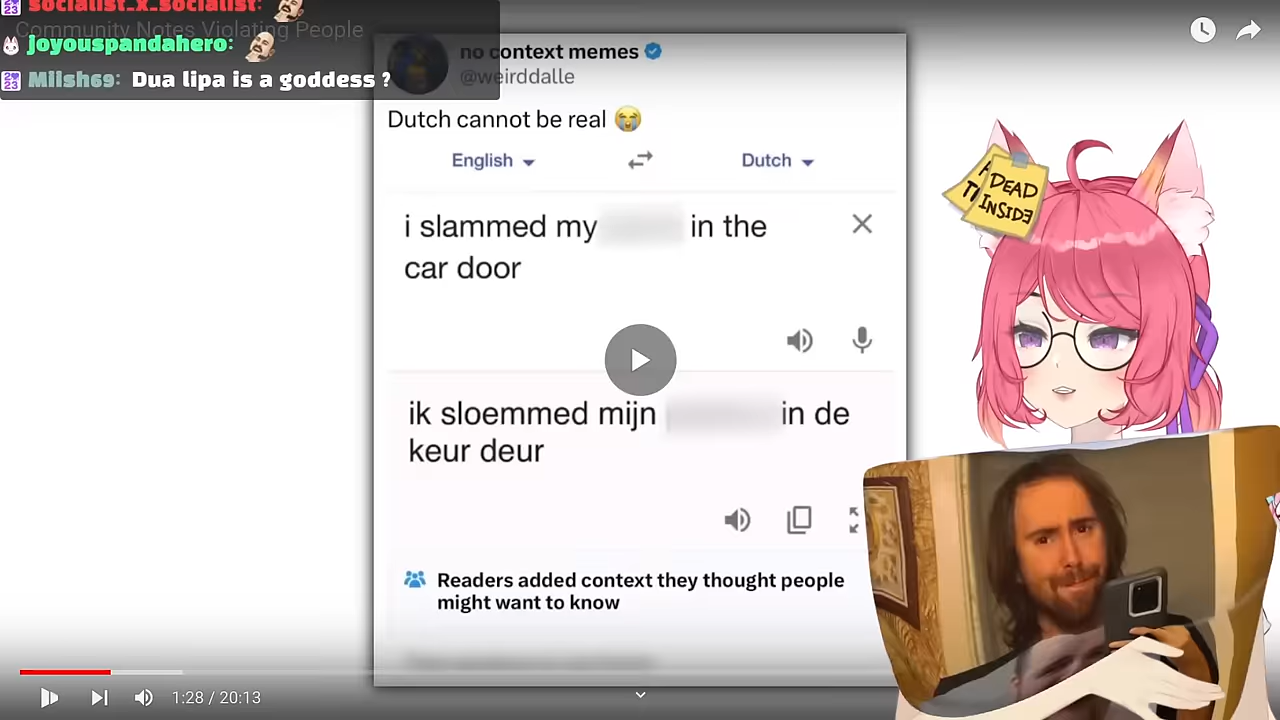 socialist_x_socialist:
Community Notes Violating People
joyouspandahero:
Miish69: Dua lipa is a goddess ?
no context memes
@weirddalle
Dutch cannot be real 😭
English
Dutch
i slammed my in the
car door
ik sloemmed mijn in de
keur deur
Readers added context they thought people
might want to know
DEAD
INSIDE
1:28 / 20:13